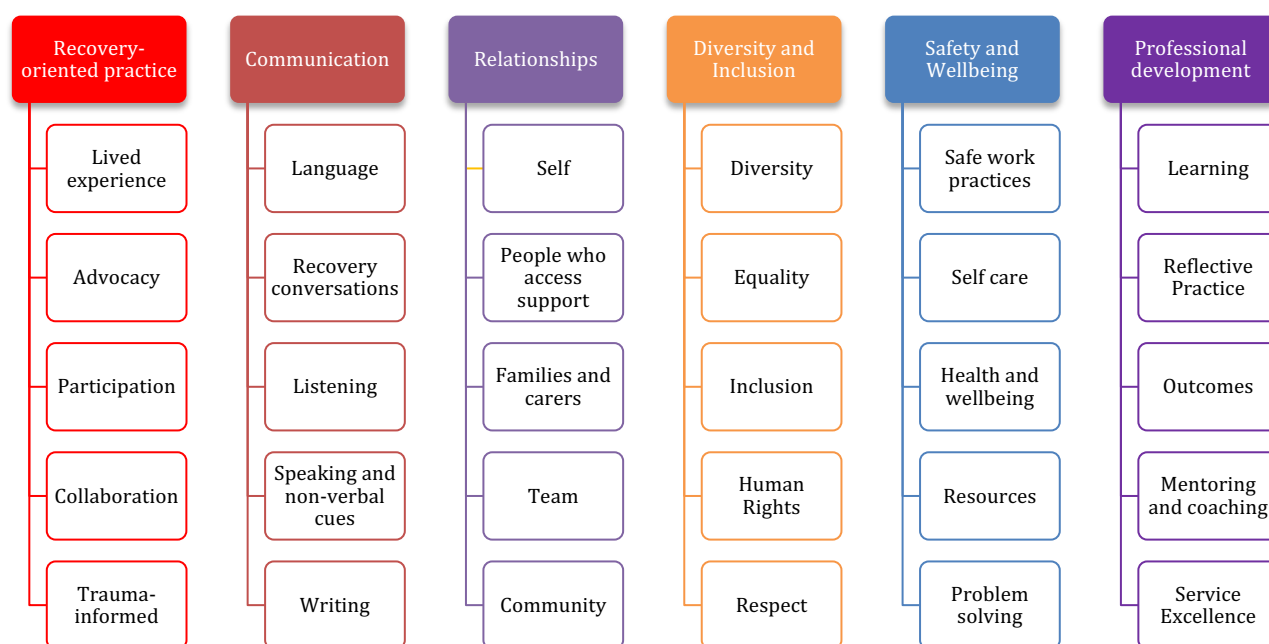 Recovery-
oriented practice
Lived
experience
Advocacy
Participation
Collaboration
Trauma-
informed
Communication
Language
Recovery
conversations
Listening
Speaking and
non-verbal
cues
Writing
Relationships
Self
People who
access
support
Families and
carers
Team
Community
Diversity and
Inclusion
Diversity
Equality
Inclusion
Human
Rights
Respect
Safety and
Wellbeing
Safe work
practices
Self care
Health and
wellbeing
Resources
Problem
solving
Professional
development
Learning
Reflective
Practice
Outcomes
Mentoring
and coaching
Service
Excellence